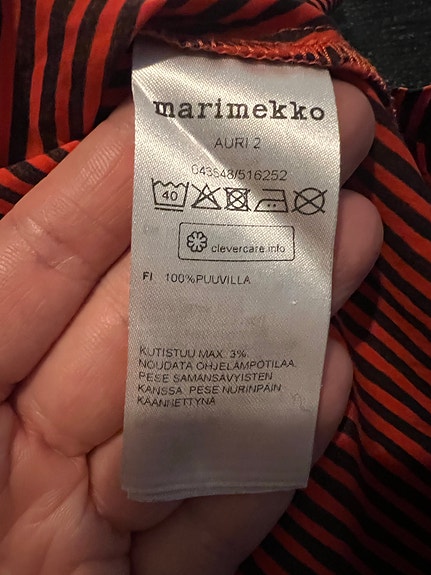 marimekko
AURI 2
043548/516252
40
clevercare.info
FI 100%PUUVILLA
KUTISTUU MAX. 3%.
NOUDATA OHJELÄMPÖTILAA.
PESE SAMANSÄVYISTEN
KANSSA. PESE NURINPÄIN
KÄÄNNETTYNÄ